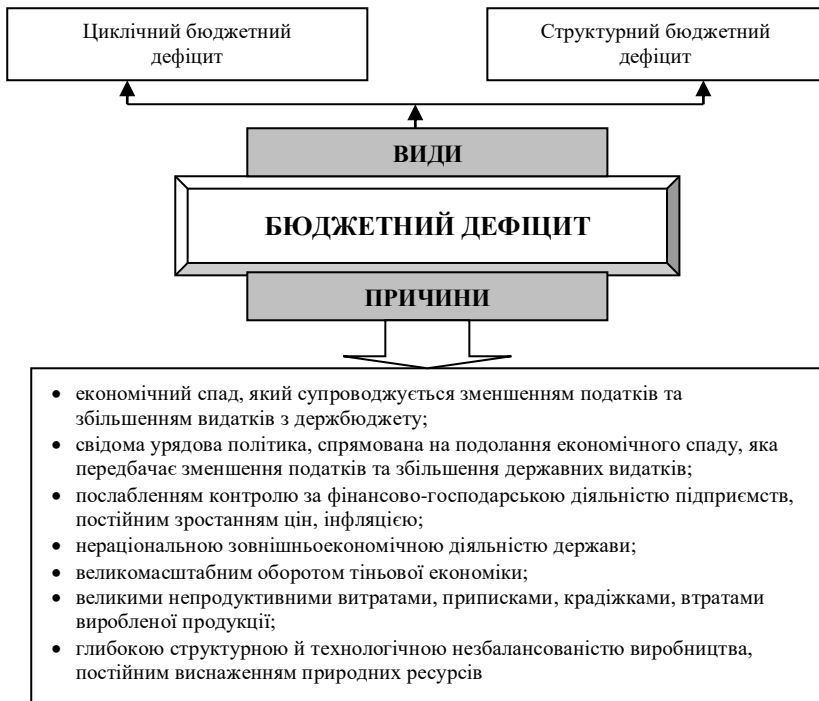 Циклічний бюджетний
дефіцит
Структурний бюджетний
дефіцит
ВИДИ
БЮДЖЕТНИЙ ДЕФІЦИТ
ПРИЧИНИ
• економічний спад, який супроводжується зменшенням податків та
збільшенням видатків з держбюджету;
• свідома урядова політика, спрямована на подолання економічного спаду, яка
передбачає зменшення податків та збільшення державних видатків;
• послабленням контролю за фінансово-господарською діяльністю підприємств,
постійним зростанням цін, інфляцією;
• нераціональною зовнішньоекономічною діяльністю держави;
• великомасштабним оборотом тіньової економіки;
• великими непродуктивними витратами, приписками, крадіжками, втратами
виробленої продукції;
• глибокою структурною й технологічною незбалансованістю виробництва,
постійним виснаженням природних ресурсів